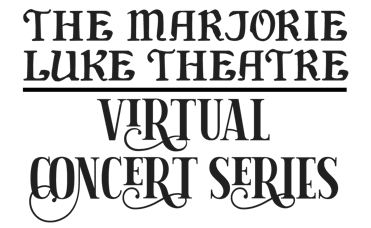 THE MARJORIE
LUKE THEATRE
VIRTUAL
CONCERT SERIES